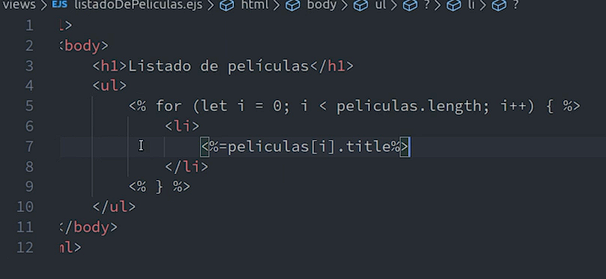 views > EJS listadoDePeliculas.ejs > html > body > ul > ? > li > ?
1 l>
2 <body>
3 <h1>Listado de películas</h1>
4 <ul>
5 <% for (let i = 0; i < peliculas.length; i++) { %>
6 <li>
7 <%=peliculas[i].title%>
8 </li>
9 <% } %>
10 </ul>
11 </body>
12 ml>